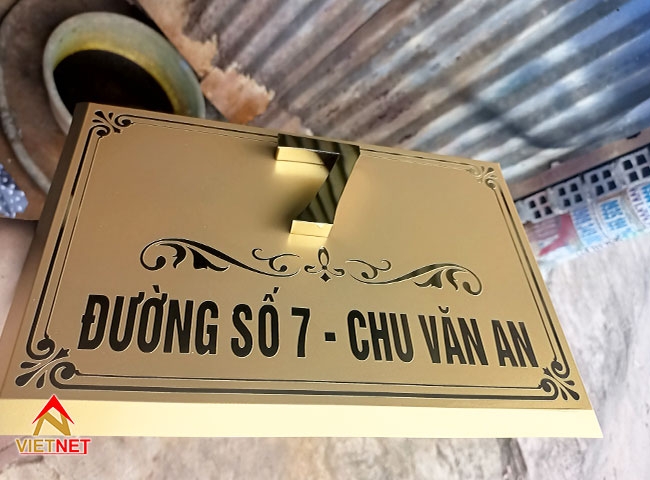 7
ĐƯỜNG SỐ 7 - CHU VĂN AN
VIETNET